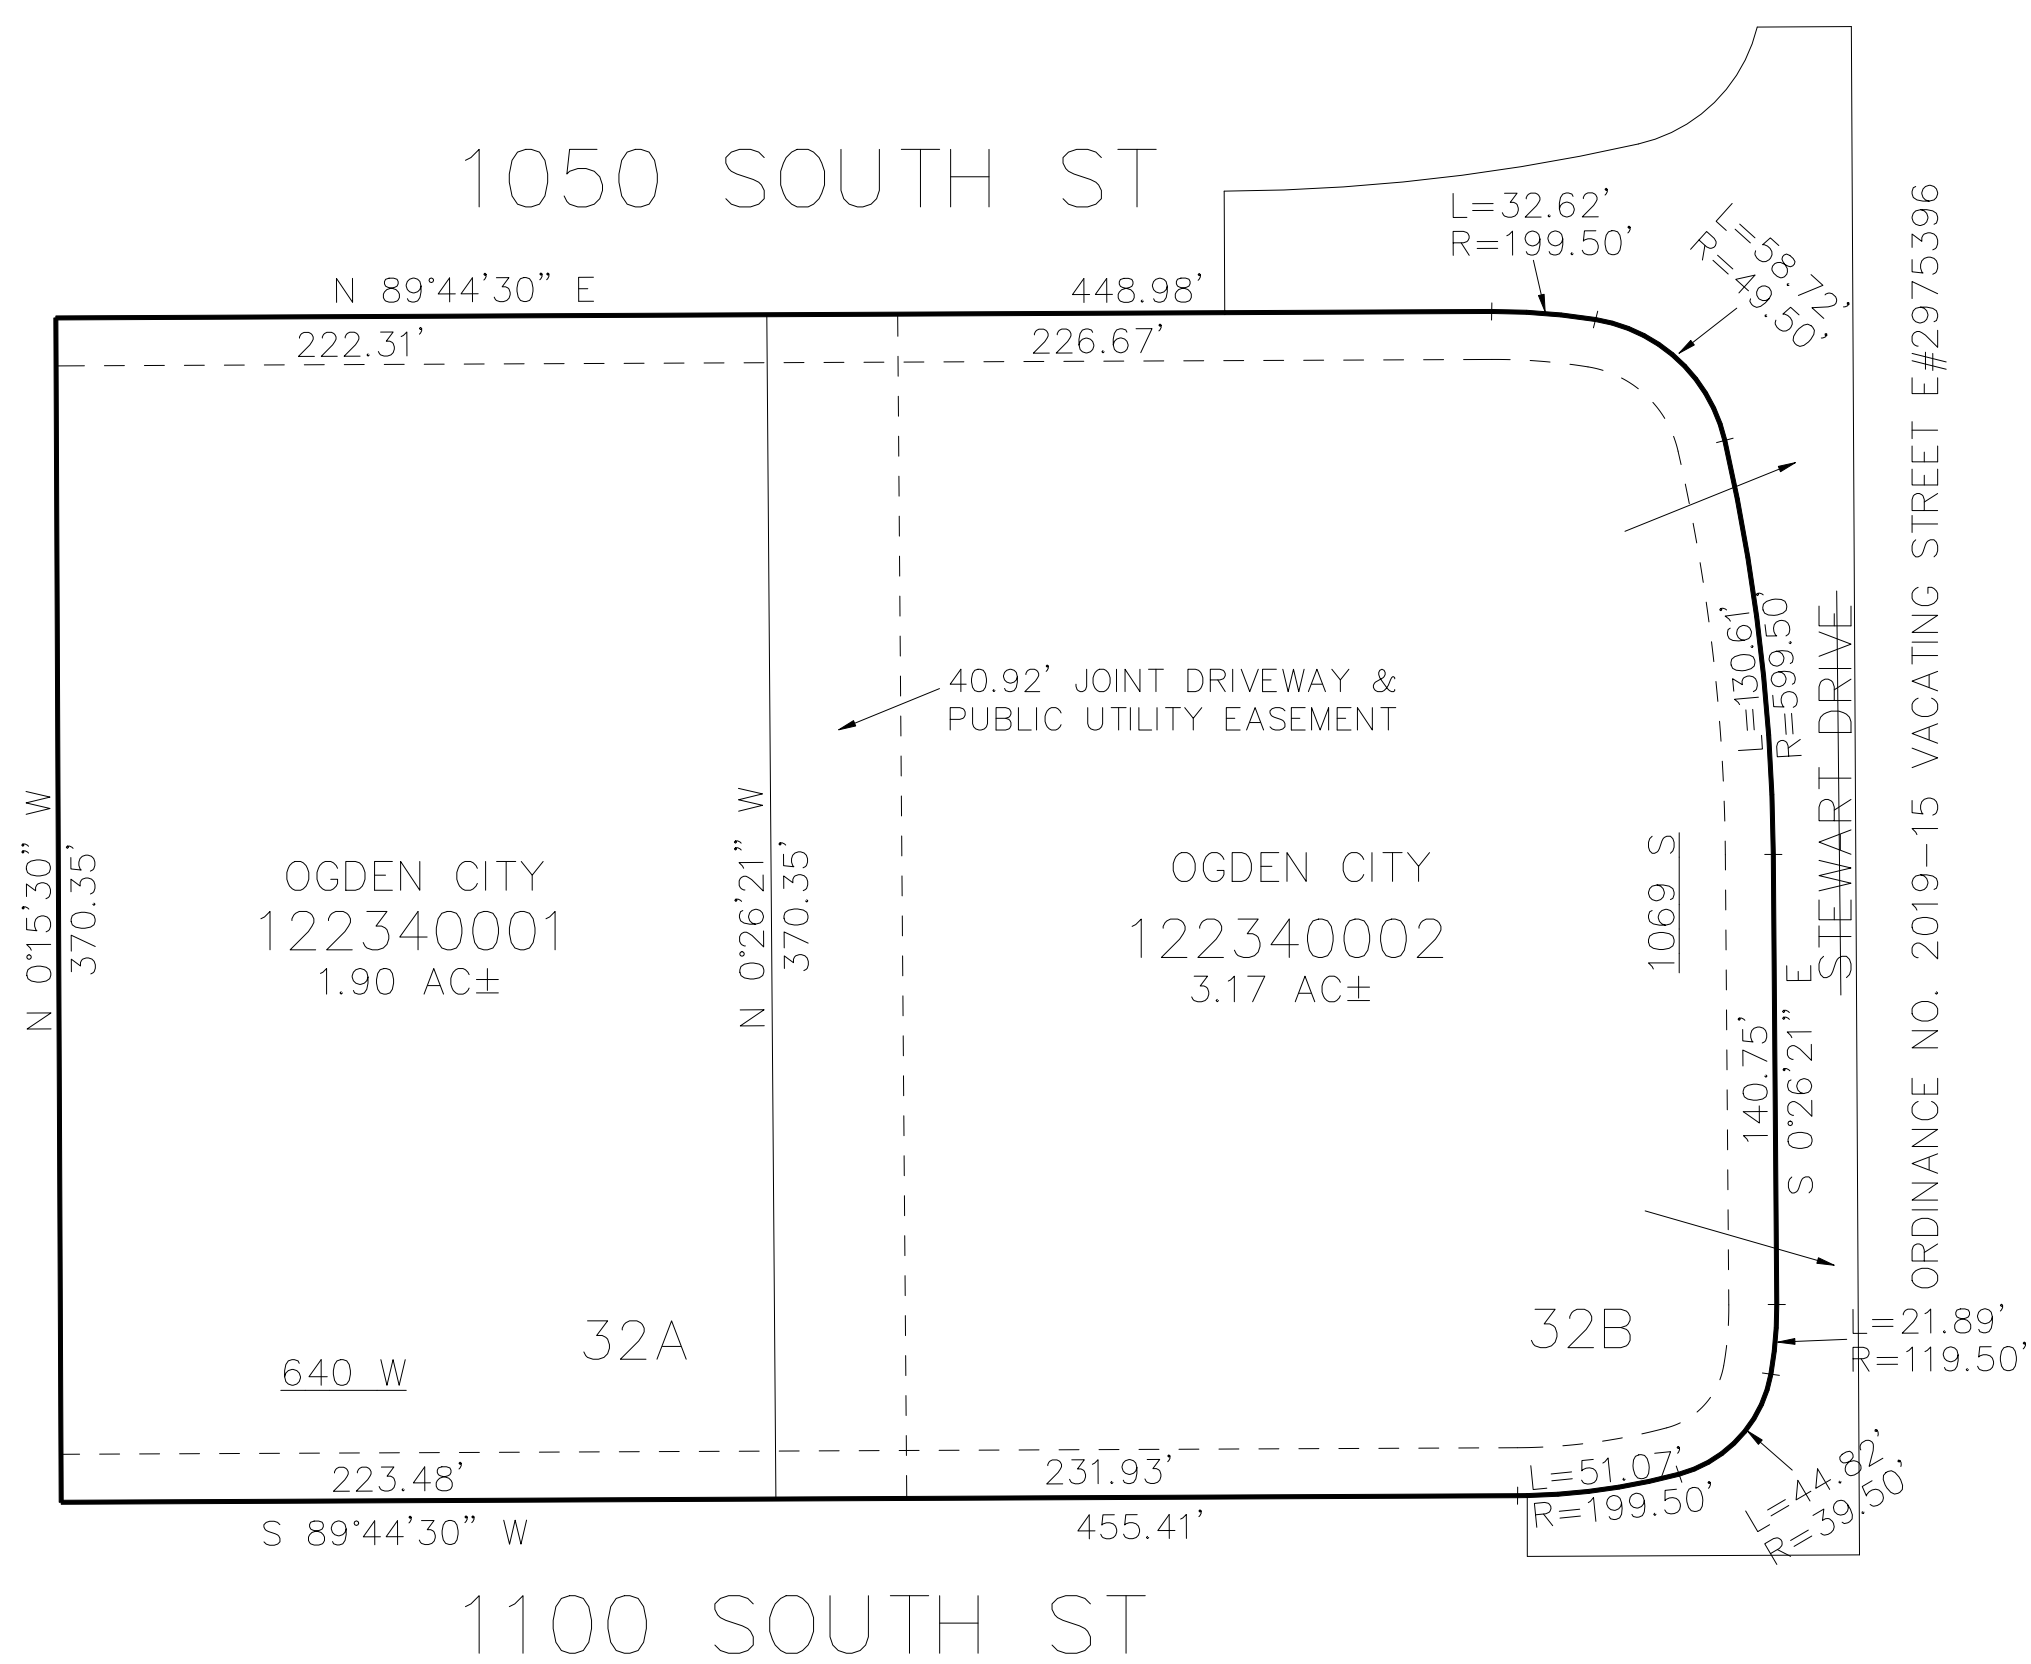 1050 SOUTH ST
L=32.62'
R=199.50'
L=58.72'
R=49.50'
N 89°44'30" E
448.98'
222.31'
226.67'
ORDINANCE NO. 2019-15 VACATING STREET E#2975396
L=130.61'
R=599.50'
STEWART DRIVE
40.92' JOINT DRIVEWAY &
PUBLIC UTILITY EASEMENT
N 0°15'30" W
370.35'
N 0°26'21" W
370.35'
OGDEN CITY
122340001
1.90 AC±
OGDEN CITY
122340002
3.17 AC±
1069 S
140.75'
S 0°26'21" E
32A
32B
640 W
L=21.89'
R=119.50'
223.48'
231.93'
L=51.07'
R=199.50'
L=44.82'
R=39.50'
S 89°44'30" W
455.41'
1100 SOUTH ST